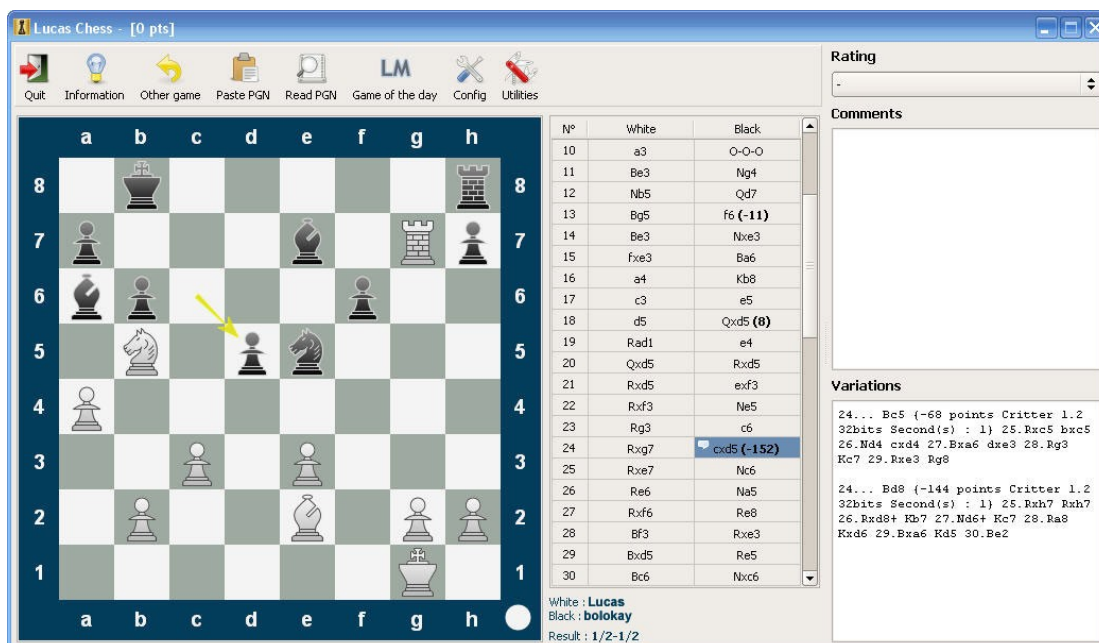 Lucas Chess - [0 pts]
Quit Information Other game Paste PGN Read PGN LM Game of the day Config Utilities
a b c d e f g h
8 8
7 7
6 6
5 5
4 4
3 3
2 2
1 1
a b c d e f g h
N° White Black
10 a3 O-O-O
11 Be3 Ng4
12 Nb5 Qd7
13 Bg5 f6 (-11)
14 Be3 Nxe3
15 fxe3 Ba6
16 a4 Kb8
17 c3 e5
18 d5 Qxd5 (8)
19 Rad1 e4
20 Qxd5 Rxd5
21 Rxd5 exf3
22 Rxf3 Ne5
23 Rg3 c6
24 Rxg7 cxd5 (-152)
25 Rxe7 Nc6
26 Re6 Na5
27 Rxf6 Re8
28 Bf3 Rxe3
29 Bxd5 Re5
30 Bc6 Nxc6
White : Lucas
Black : bolokay
Result : 1/2-1/2
Rating
-
Comments
Variations
24... Bc5 {-68 points Critter 1.2
32bits Second(s) : 1} 25.Rxc5 bxc5
26.Nd4 cxd4 27.Bxa6 dxe3 28.Rg3
Kc7 29.Rxe3 Rg8
24... Bd8 {-144 points Critter 1.2
32bits Second(s) : 1} 25.Rxh7 Rxh7
26.Rxd8+ Kb7 27.Nd6+ Kc7 28.Ra8
Kxd6 29.Bxa6 Kd5 30.Be2